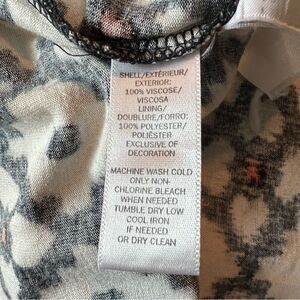 SHELL/EXTÉRIEUR/
EXTERIOR:
100% VISCOSE/
VISCOSA
LINING/
DOUBLURE/FORRO:
100% POLYESTER/
POLIÉSTER
EXCLUSIVE OF
DECORATION
MACHINE WASH COLD
ONLY NON-
CHLORINE BLEACH
WHEN NEEDED
TUMBLE DRY LOW
COOL IRON
IF NEEDED
OR DRY CLEAN